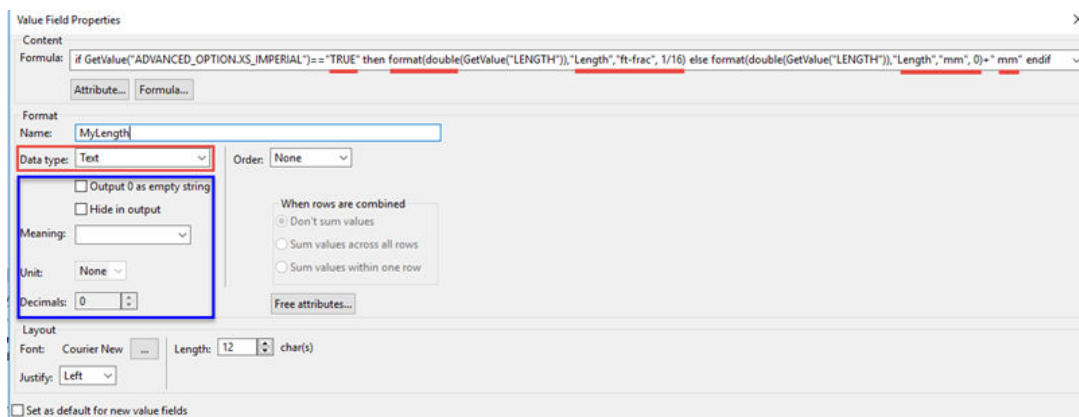 Value Field Properties
Content
Formula: if GetValue("ADVANCED_OPTION.XS_IMPERIAL")=="TRUE" then format(double(GetValue("LENGTH")),"Length","ft-frac", 1/16) else format(double(GetValue("LENGTH")),"Length","mm", 0)+" mm" endif
Attribute... Formula...
Format
Name: MyLength
Data type: Text Order: None
Output 0 as empty string
Hide in output
When rows are combined
Don't sum values
Meaning:
Sum values across all rows
Sum values within one row
Unit: None
Decimals: 0
Free attributes...
Layout
Font: Courier New ... Length: 12 char(s)
Justify: Left
Set as default for new value fields